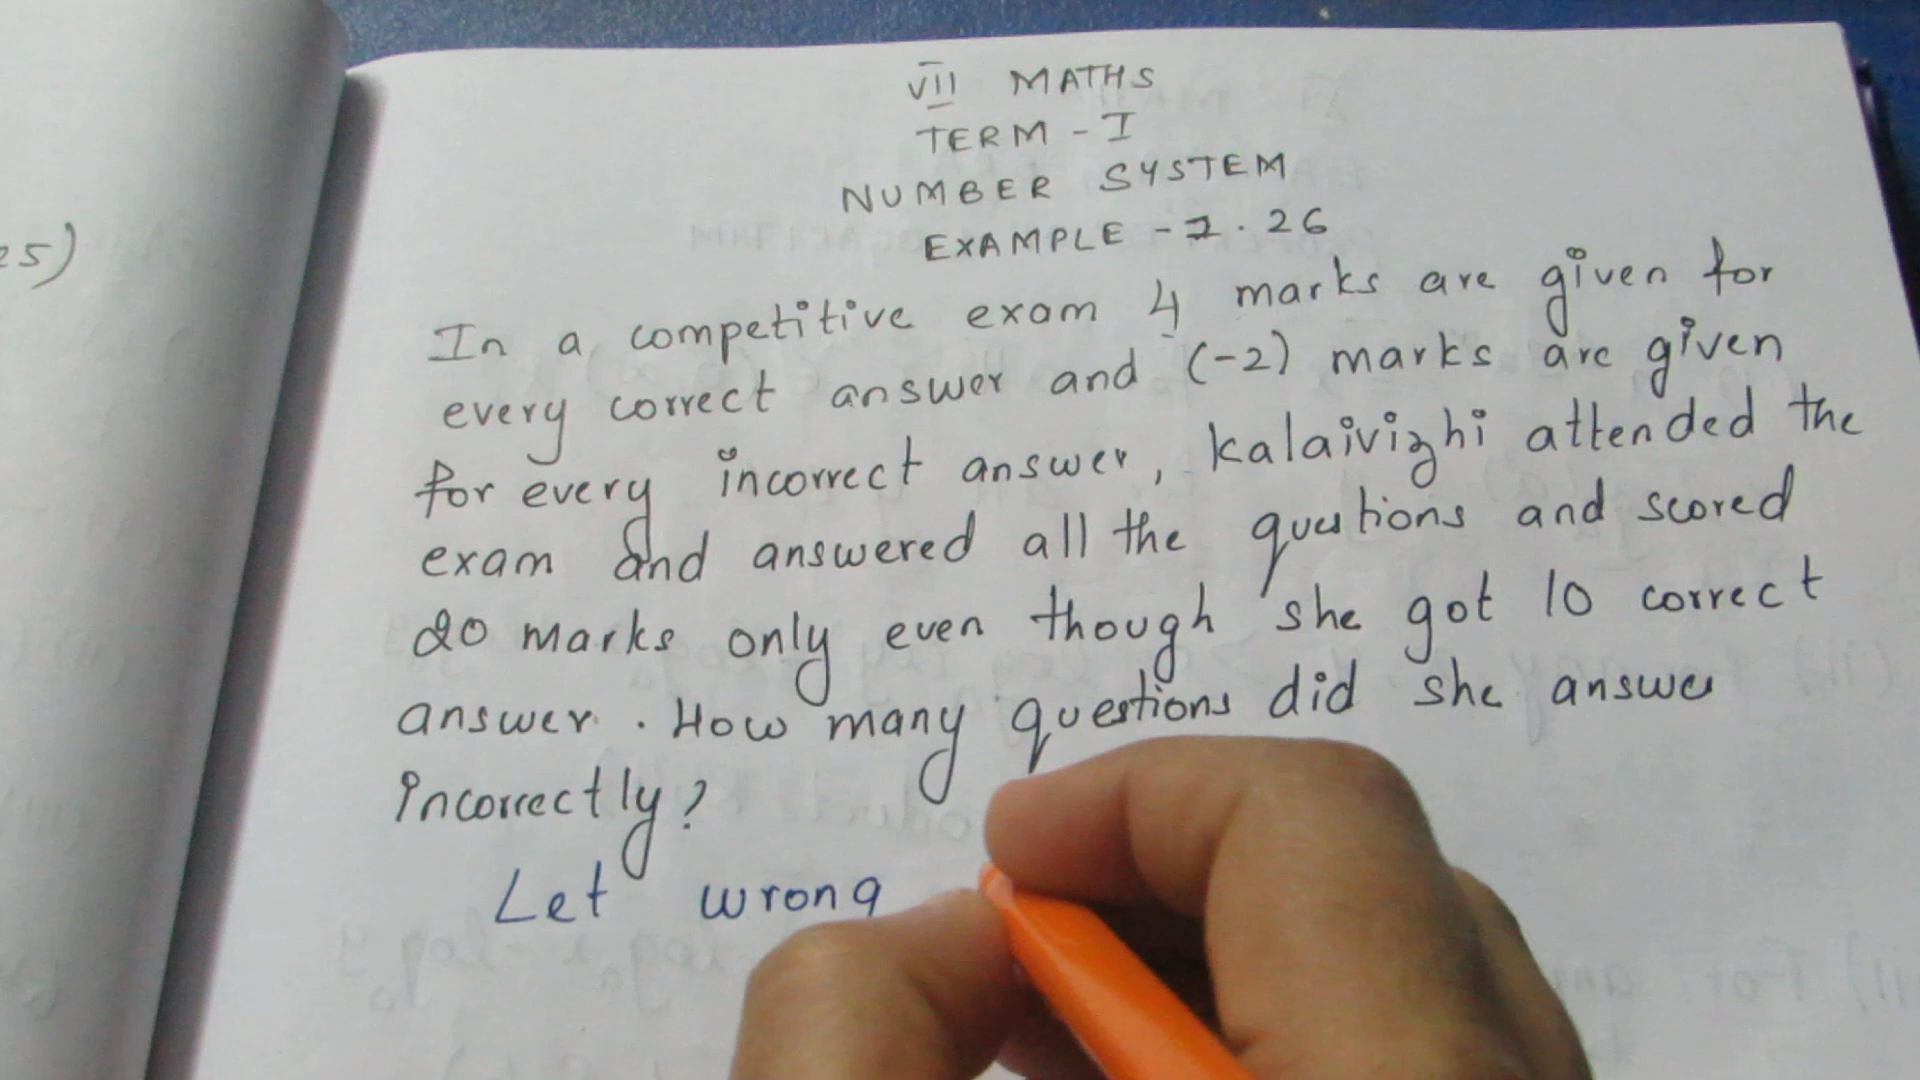 25)
VII MATHS
TERM - I
NUMBER SYSTEM
EXAMPLE - 1.26
In a competitive exam 4 marks are given for
every correct answer and (-2) marks are given
for every incorrect answer, Kalaivizhi attended the
exam and answered all the questions and scored
20 marks only even though she got 10 correct
answer. How many questions did she answer
incorrectly?
Let wrong